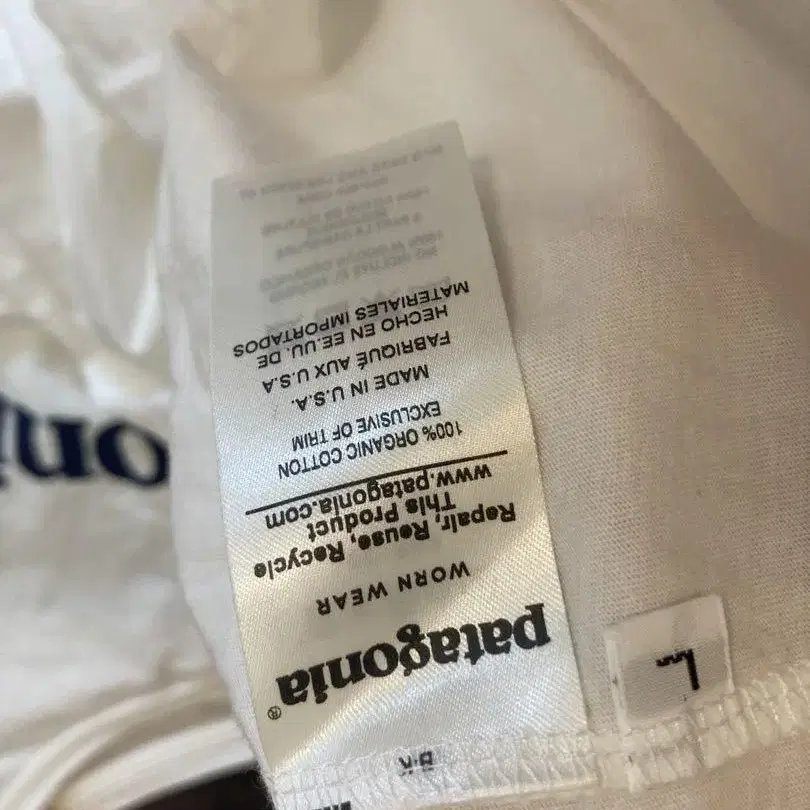 patagonia®
WORN WEAR
Repair, Reuse, Recycle
This Product
www.patagonia.com
100% ORGANIC COTTON
EXCLUSIVE OF TRIM
MADE IN U.S.A.
FABRIQUÉ AUX U.S.A
HECHO EN EE.UU. DE
MATERIALES IMPORTADOS
L
oni